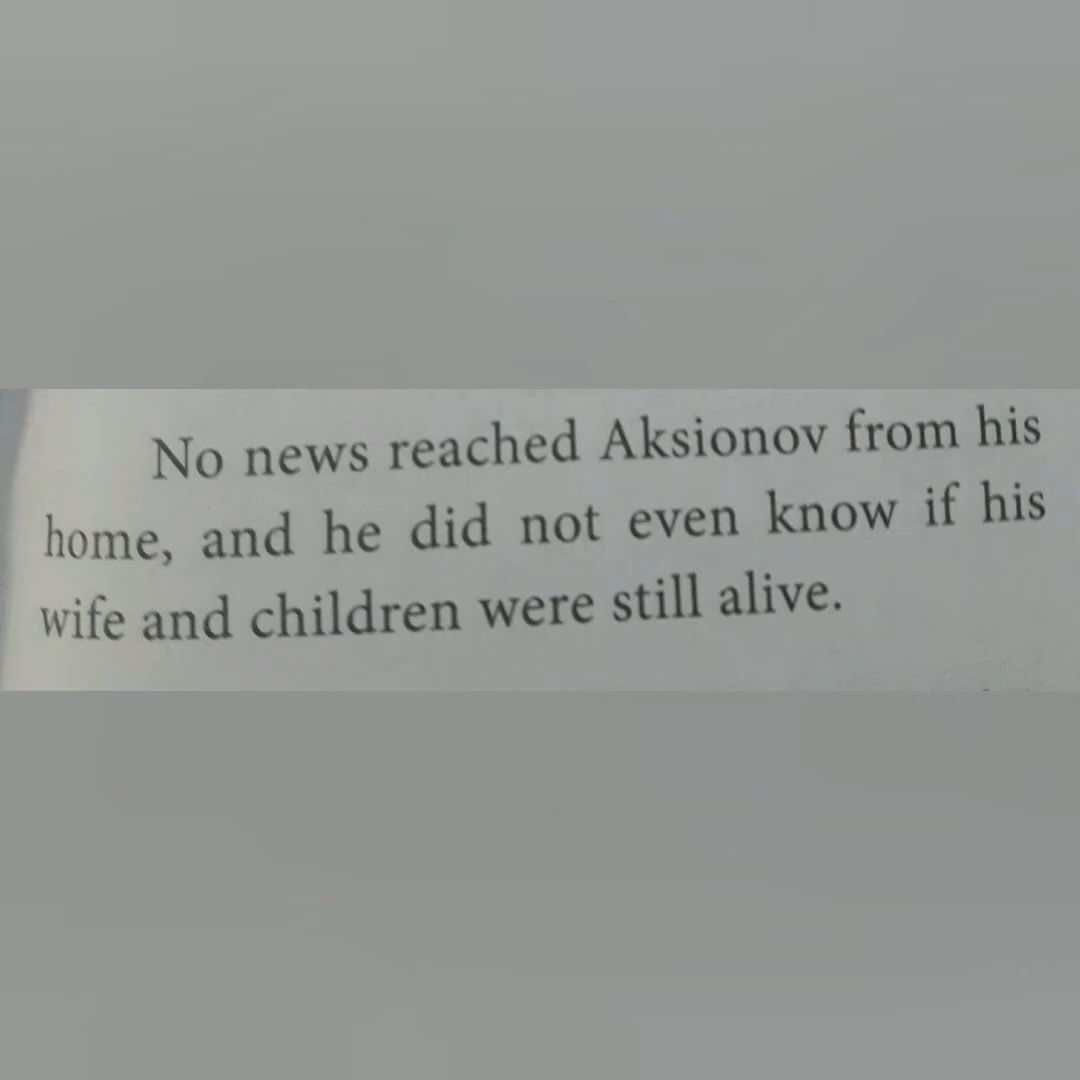 No news reached Aksionov from his
home, and he did not even know if his
wife and children were still alive.